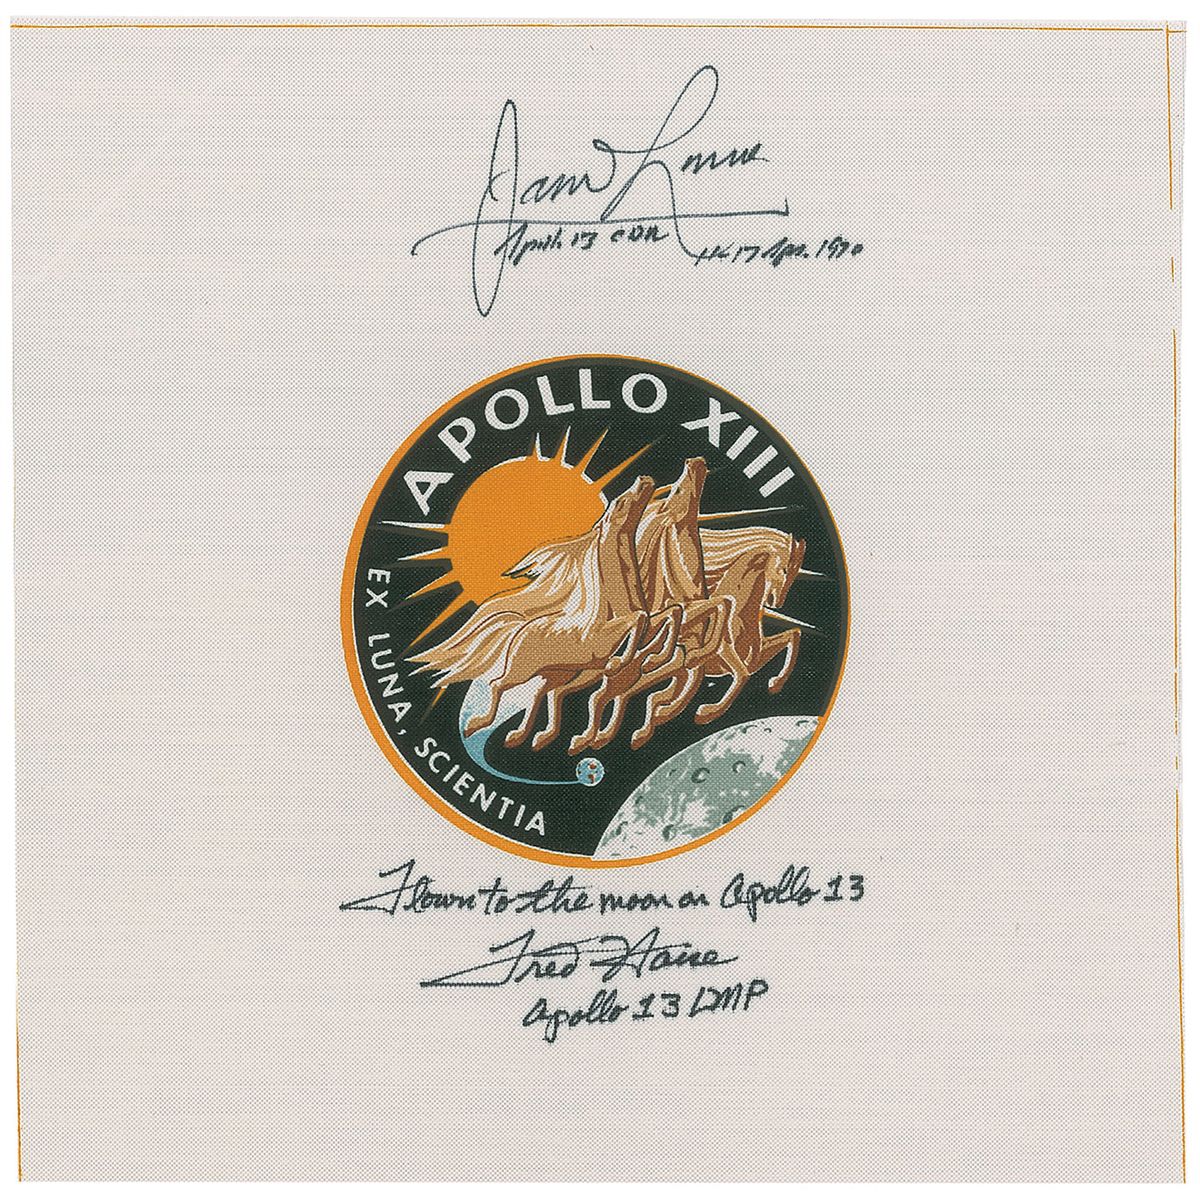 James Lovell
Apollo 13 CDR
11-17 Apr. 1970
APOLLO XIII
EX LUNA, SCIENTIA
Flown to the moon on Apollo 13
Fred Haise
Apollo 13 LMP